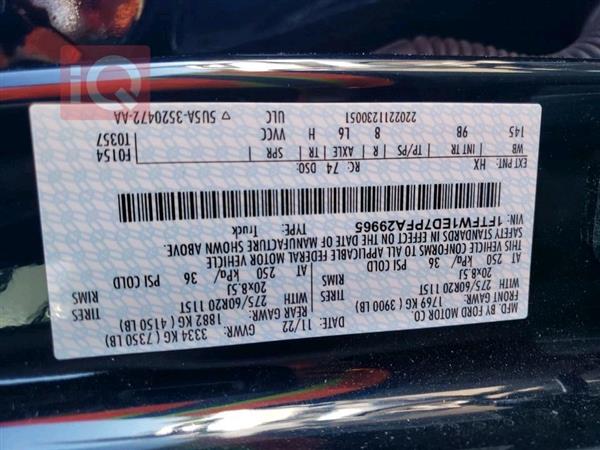 iQ
MFD. BY FORD MOTOR CO.
DATE: 11/22 GVWR: 3334 KG ( 7350 LB)
FRONT GAWR: 1769 KG ( 3900 LB) REAR GAWR: 1882 KG ( 4150 LB)
WITH 275/60R20 115T TIRES WITH 275/60R20 115T TIRES
20x8.5J RIMS 20x8.5J RIMS
AT 250 kPa/ 36 PSI COLD AT 250 kPa/ 36 PSI COLD
THIS VEHICLE CONFORMS TO ALL APPLICABLE FEDERAL MOTOR VEHICLE
SAFETY STANDARDS IN EFFECT ON THE DATE OF MANUFACTURE SHOWN ABOVE.
VIN: 1FTFW1ED7PFA29965 TYPE: Truck
EXT PNT: HX RC: 74 DSO: F0154
WB INTR TR TP/PS R AXLE TR SPR T0357
145 9B 8 L6 H VVCC
2202211230051 ULC 5U5A-3520472-AA